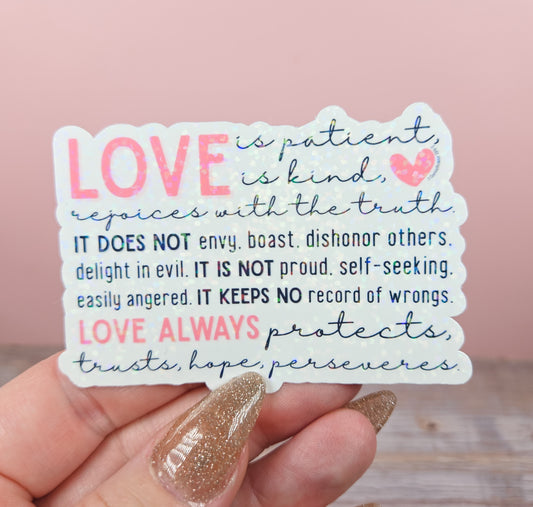 LOVE is patient,
is kind,
rejoices with the truth.
IT DOES NOT envy. boast. dishonor others.
delight in evil. IT IS NOT proud. self-seeking.
easily angered. IT KEEPS NO record of wrongs.
LOVE ALWAYS protects,
trusts, hope, perseveres.